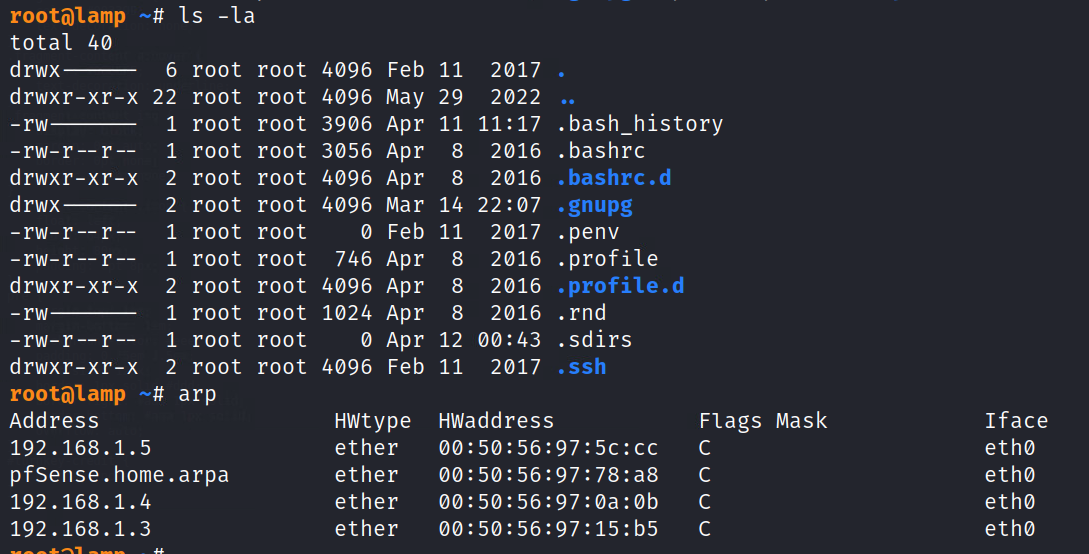 root@lamp ~# ls -la
total 40
drwx------  6 root root 4096 Feb 11  2017 .
drwxr-xr-x 22 root root 4096 May 29  2022 ..
-rw-------  1 root root 3906 Apr 11 11:17 .bash_history
-rw-r--r--  1 root root 3056 Apr  8  2016 .bashrc
drwxr-xr-x  2 root root 4096 Apr  8  2016 .bashrc.d
drwx------  2 root root 4096 Mar 14 22:07 .gnupg
-rw-r--r--  1 root root    0 Feb 11  2017 .penv
-rw-r--r--  1 root root  746 Apr  8  2016 .profile
drwxr-xr-x  2 root root 4096 Apr  8  2016 .profile.d
-rw-------  1 root root 1024 Apr  8  2016 .rnd
-rw-r--r--  1 root root    0 Apr 12 00:43 .sdirs
drwxr-xr-x  2 root root 4096 Feb 11  2017 .ssh
root@lamp ~# arp
Address                  HWtype  HWaddress           Flags Mask            Iface
192.168.1.5              ether   00:50:56:97:5c:cc   C                     eth0
pfSense.home.arpa        ether   00:50:56:97:78:a8   C                     eth0
192.168.1.4              ether   00:50:56:97:0a:0b   C                     eth0
192.168.1.3              ether   00:50:56:97:15:b5   C                     eth0
root@lamp ~#